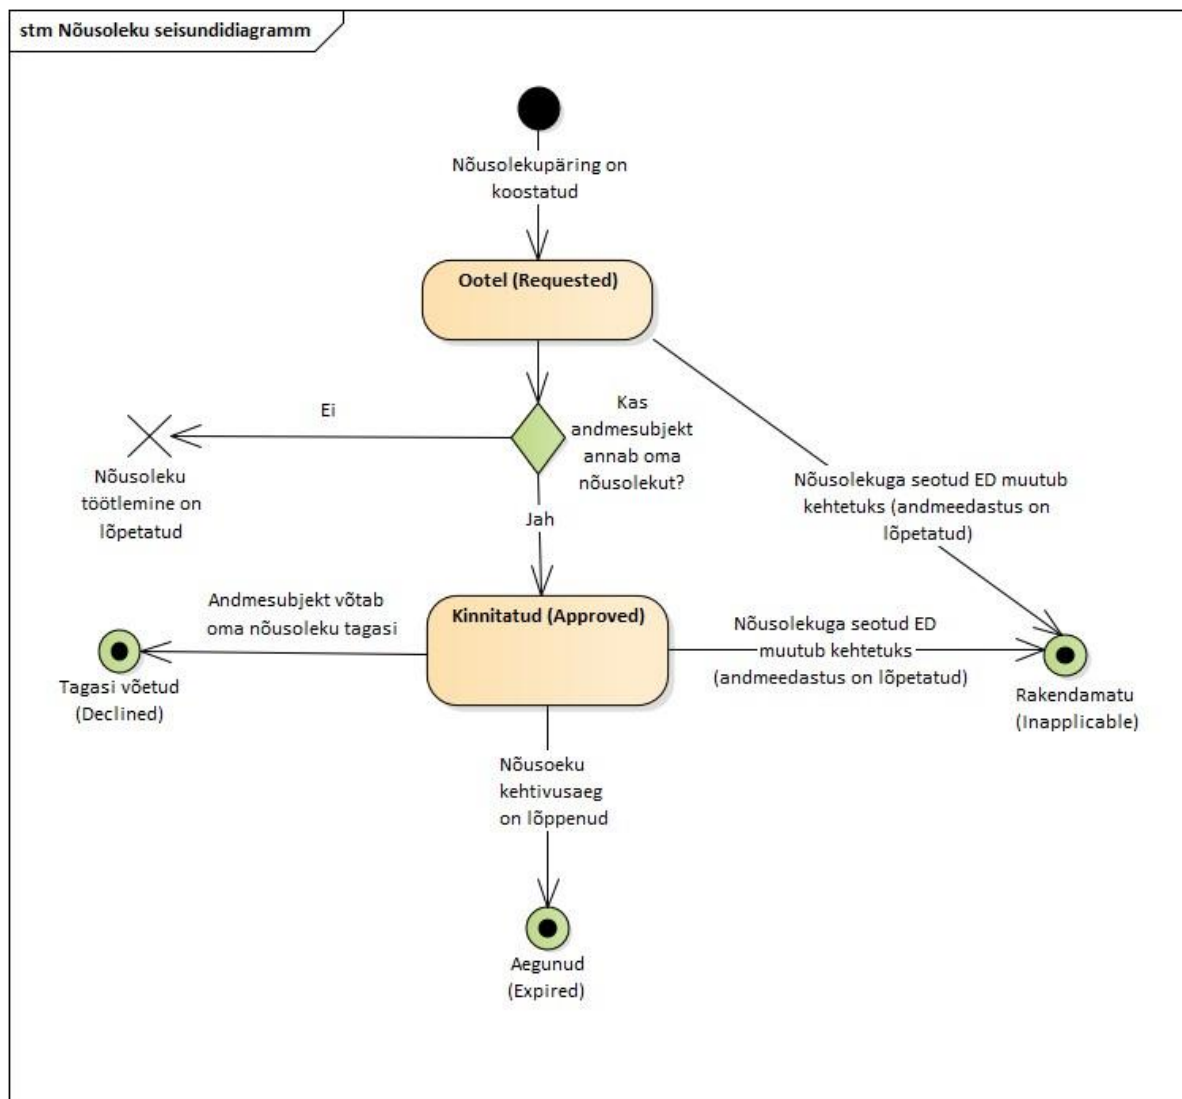 stm Nõusoleku seisundidiagramm
Nõusolekupäring on
koostatud
Ootel (Requested)
Kas
andmesubjekt
annab oma
nõusolekut?
Ei
Nõusoleku
töötlemine on
lõpetatud
Jah
Nõusolekuga seotud ED muutub
kehtetuks (andmeedastus on
lõpetatud)
Andmesubjekt võtab
oma nõusoleku tagasi
Kinnitatud (Approved)
Nõusolekuga seotud ED
muutub kehtetuks
(andmeedastus on lõpetatud)
Tagasi võetud
(Declined)
Rakendamatu
(Inapplicable)
Nõusoeku
kehtivusaeg
on lõppenud
Aegunud
(Expired)